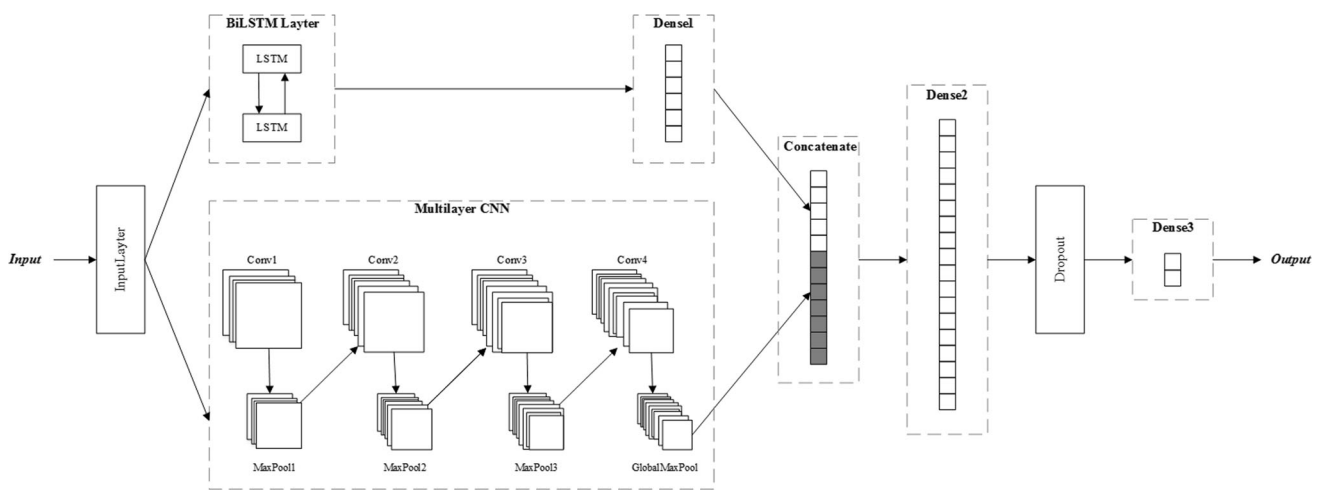 BiLSTM Layter
LSTM
LSTM
Dense1
Input
InputLayter
Multilayer CNN
Conv1
Conv2
Conv3
Conv4
MaxPool1
MaxPool2
MaxPool3
GlobalMaxPool
Concatenate
Dense2
Dropout
Dense3
Output